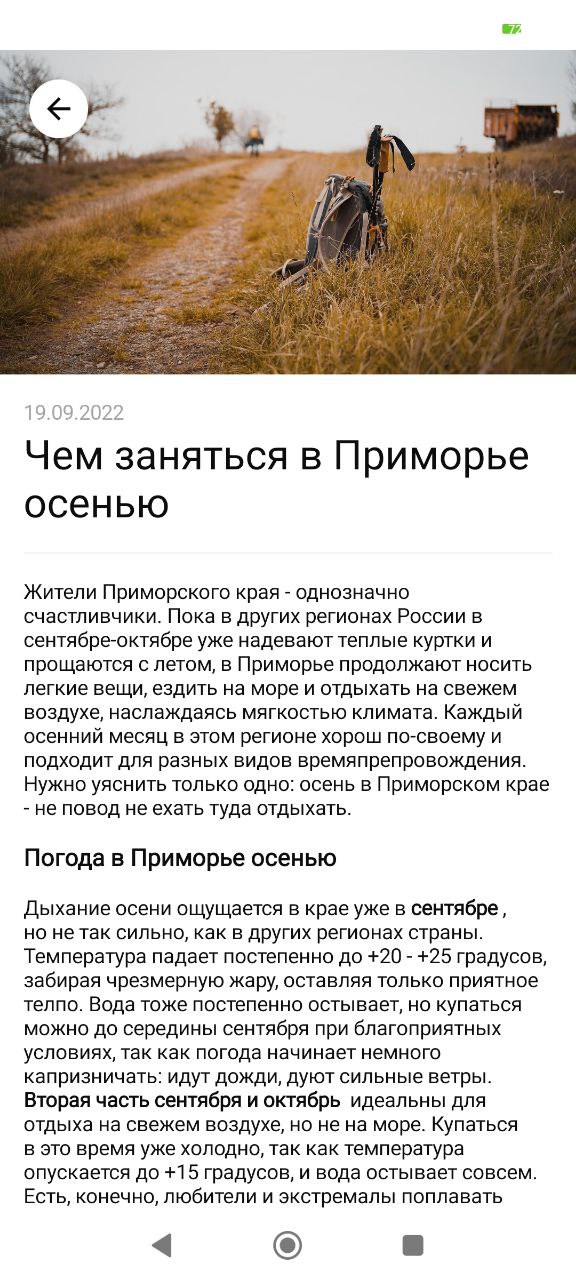 72
19.09.2022
Чем заняться в Приморье
осенью
Жители Приморского края - однозначно
счастливчики. Пока в других регионах России в
сентябре-октябре уже надевают теплые куртки и
прощаются с летом, в Приморье продолжают носить
легкие вещи, ездить на море и отдыхать на свежем
воздухе, наслаждаясь мягкостью климата. Каждый
осенний месяц в этом регионе хорош по-своему и
подходит для разных видов времяпрепровождения.
Нужно уяснить только одно: осень в Приморском крае
- не повод не ехать туда отдыхать.
Погода в Приморье осенью
Дыхание осени ощущается в крае уже в сентябре ,
но не так сильно, как в других регионах страны.
Температура падает постепенно до +20 - +25 градусов,
забирая чрезмерную жару, оставляя только приятное
телпо. Вода тоже постепенно остывает, но купаться
можно до середины сентября при благоприятных
условиях, так как погода начинает немного
капризничать: идут дожди, дуют сильные ветры.
Вторая часть сентября и октябрь идеальны для
отдыха на свежем воздухе, но не на море. Купаться
в это время уже холодно, так как температура
опускается до +15 градусов, и вода остывает совсем.
Есть, конечно, любители и экстремалы поплавать